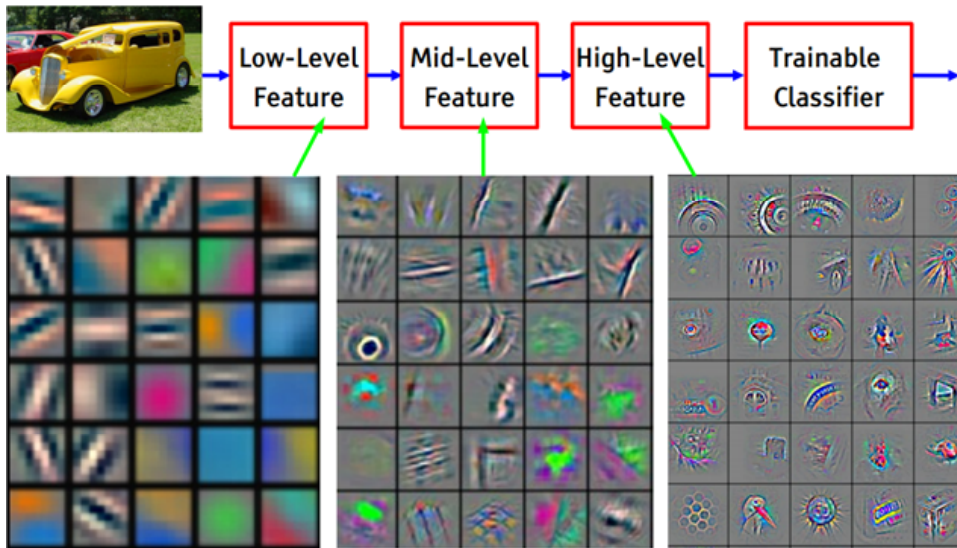 Low-Level
Feature
Mid-Level
Feature
High-Level
Feature
Trainable
Classifier